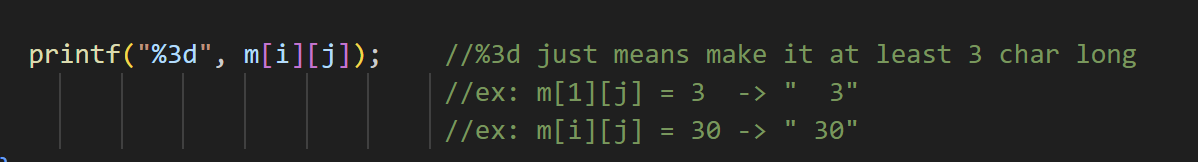 printf("%3d", m[i][j]);    //%3d just means make it at least 3 char long
//ex: m[1][j] = 3  -> "  3"
//ex: m[i][j] = 30 -> " 30"